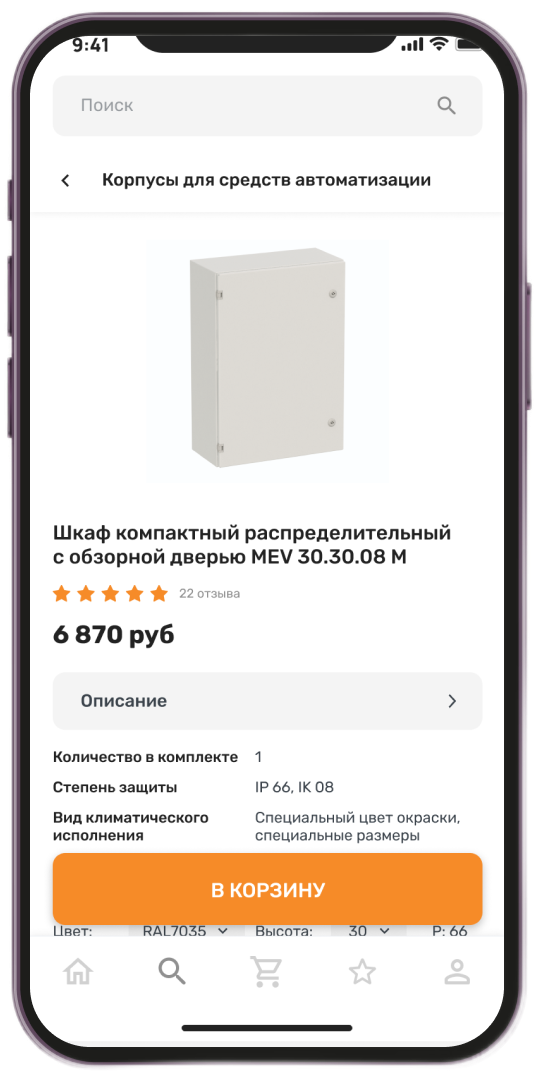 9:41
Поиск
Корпусы для средств автоматизации
Шкаф компактный распределительный
с обзорной дверью MEV 30.30.08 М
22 отзыва
6 870 руб
Описание
Количество в комплекте 1
Степень защиты IP 66, IK 08
Вид климатического Специальный цвет окраски,
исполнения специальные размеры
В КОРЗИНУ
Цвет: RAL7035 Высота: 30 Р: 66